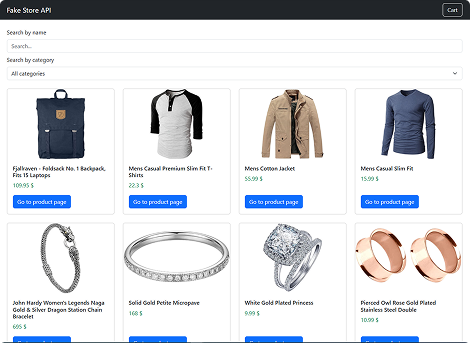 Fake Store API
Cart
Search by name
Search...
Search by category
All categories
Fjallraven - Foldsack No. 1 Backpack,
Fits 15 Laptops
109.95 $
Go to product page
Mens Casual Premium Slim Fit T-
Shirts
22.3 $
Go to product page
Mens Cotton Jacket
55.99 $
Go to product page
Mens Casual Slim Fit
15.99 $
Go to product page
John Hardy Women's Legends Naga
Gold & Silver Dragon Station Chain
Bracelet
695 $
Solid Gold Petite Micropave
168 $
White Gold Plated Princess
9.99 $
Pierced Owl Rose Gold Plated
Stainless Steel Double
10.99 $